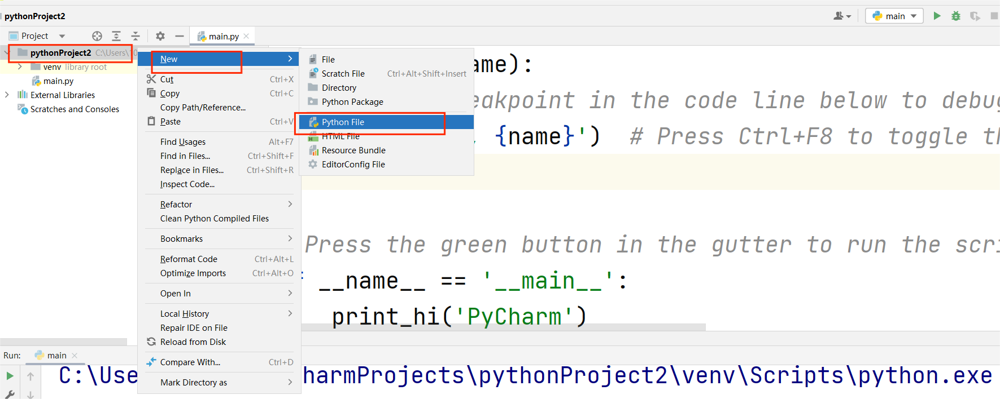 pythonProject2
main
Project
main.py
pythonProject2 C:\Users\10
venv library root
main.py
External Libraries
Scratches and Consoles
New
Cut Ctrl+X
Copy Ctrl+C
Copy Path/Reference...
Paste Ctrl+V
Find Usages Alt+F7
Find in Files... Ctrl+Shift+F
Replace in Files... Ctrl+Shift+R
Inspect Code...
Refactor
Clean Python Compiled Files
Bookmarks
Reformat Code Ctrl+Alt+L
Optimize Imports Ctrl+Alt+O
Open In
Local History
Repair IDE on File
Reload from Disk
Compare With... Ctrl+D
Mark Directory as
File
Scratch File Ctrl+Alt+Shift+Insert
Directory
Python Package
Python File
HTML File
Resource Bundle
EditorConfig File
ame):
eakpoint in the code line below to debug
, {name}')  # Press Ctrl+F8 to toggle th
Press the green button in the gutter to run the scri
__name__ == '__main__':
print_hi('PyCharm')
Run: main
C:\Use harmProjects\pythonProject2\venv\Scripts\python.exe